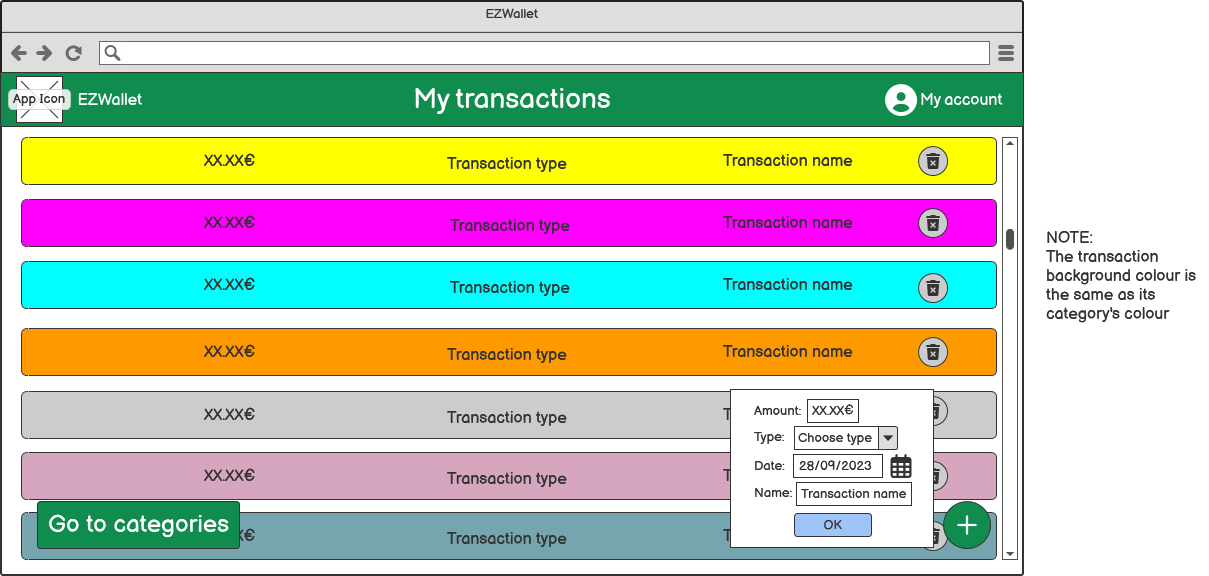 EZWallet
App Icon
EZWallet
My transactions
My account
XX.XX€
Transaction type
Transaction name
XX.XX€
Transaction type
Transaction name
XX.XX€
Transaction type
Transaction name
XX.XX€
Transaction type
Transaction name
XX.XX€
Transaction type
XX.XX€
Transaction type
Go to categories
€
Transaction type
Amount: XX.XX€
Type: Choose type
Date: 28/09/2023
Name: Transaction name
OK
+
NOTE:
The transaction
background colour is
the same as its
category's colour